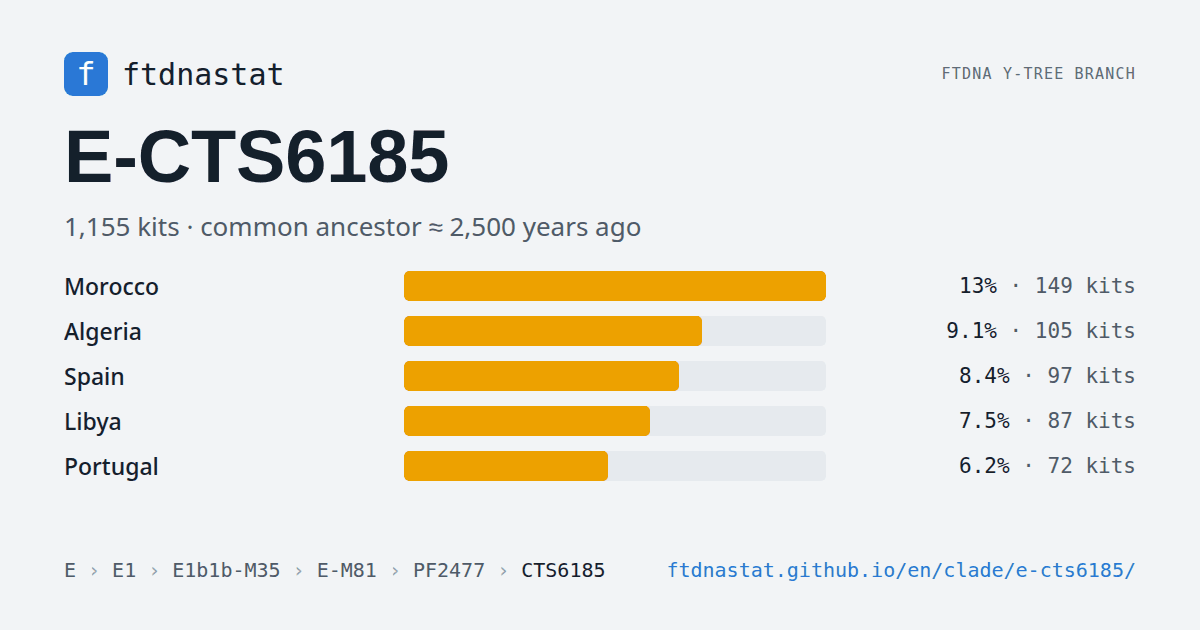 f ftdnastat
FTDNA Y-TREE BRANCH
E-CTS6185
1,155 kits · common ancestor ≈ 2,500 years ago
Morocco 13% · 149 kits
Algeria 9.1% · 105 kits
Spain 8.4% · 97 kits
Libya 7.5% · 87 kits
Portugal 6.2% · 72 kits
E › E1 › E1b1b-M35 › E-M81 › PF2477 › CTS6185
ftdnastat.github.io/en/clade/e-cts6185/